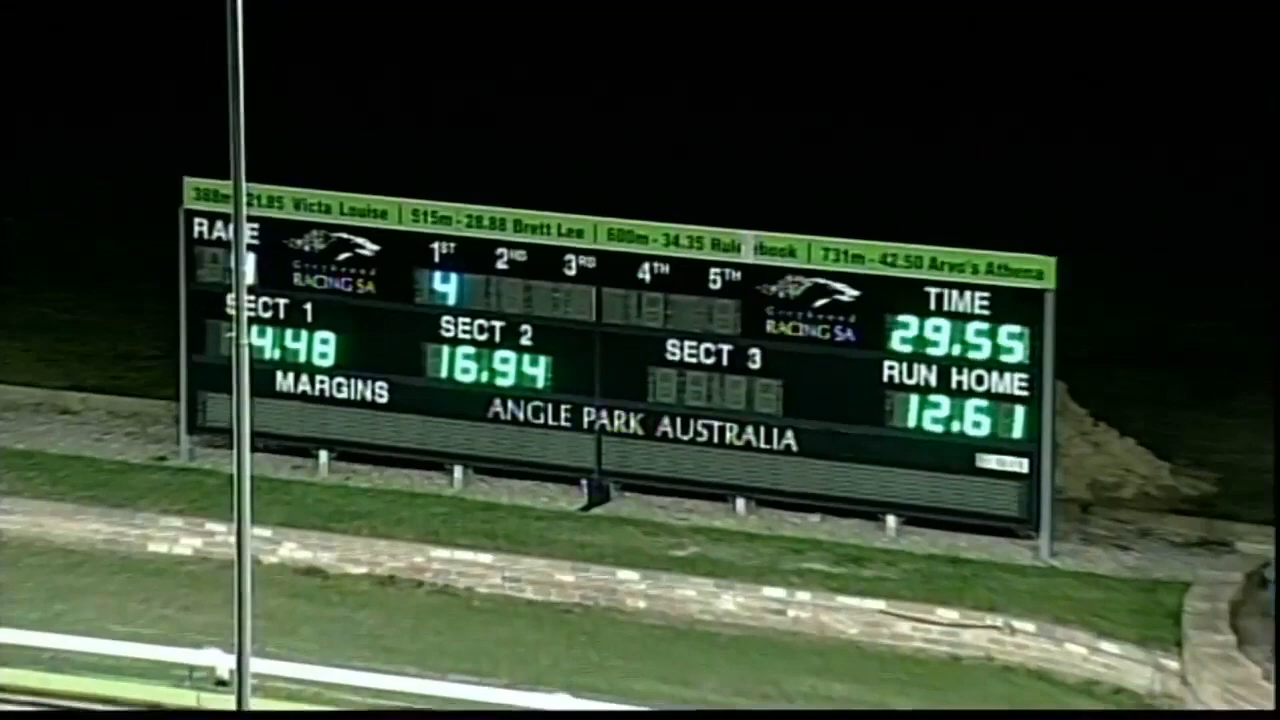 388m - 21.85 Victa Louise | 515m - 28.88 Brett Lee | 600m - 34.35 | 731m - 42.50 Arvo's Athena
RACE 1ST 2ND 3RD 4TH 5TH TIME
4 29.55
Greyhound Greyhound
RACING SA RACING SA
SECT 1 SECT 2 SECT 3 RUN HOME
4.48 16.94 12.61
MARGINS ANGLE PARK AUSTRALIA